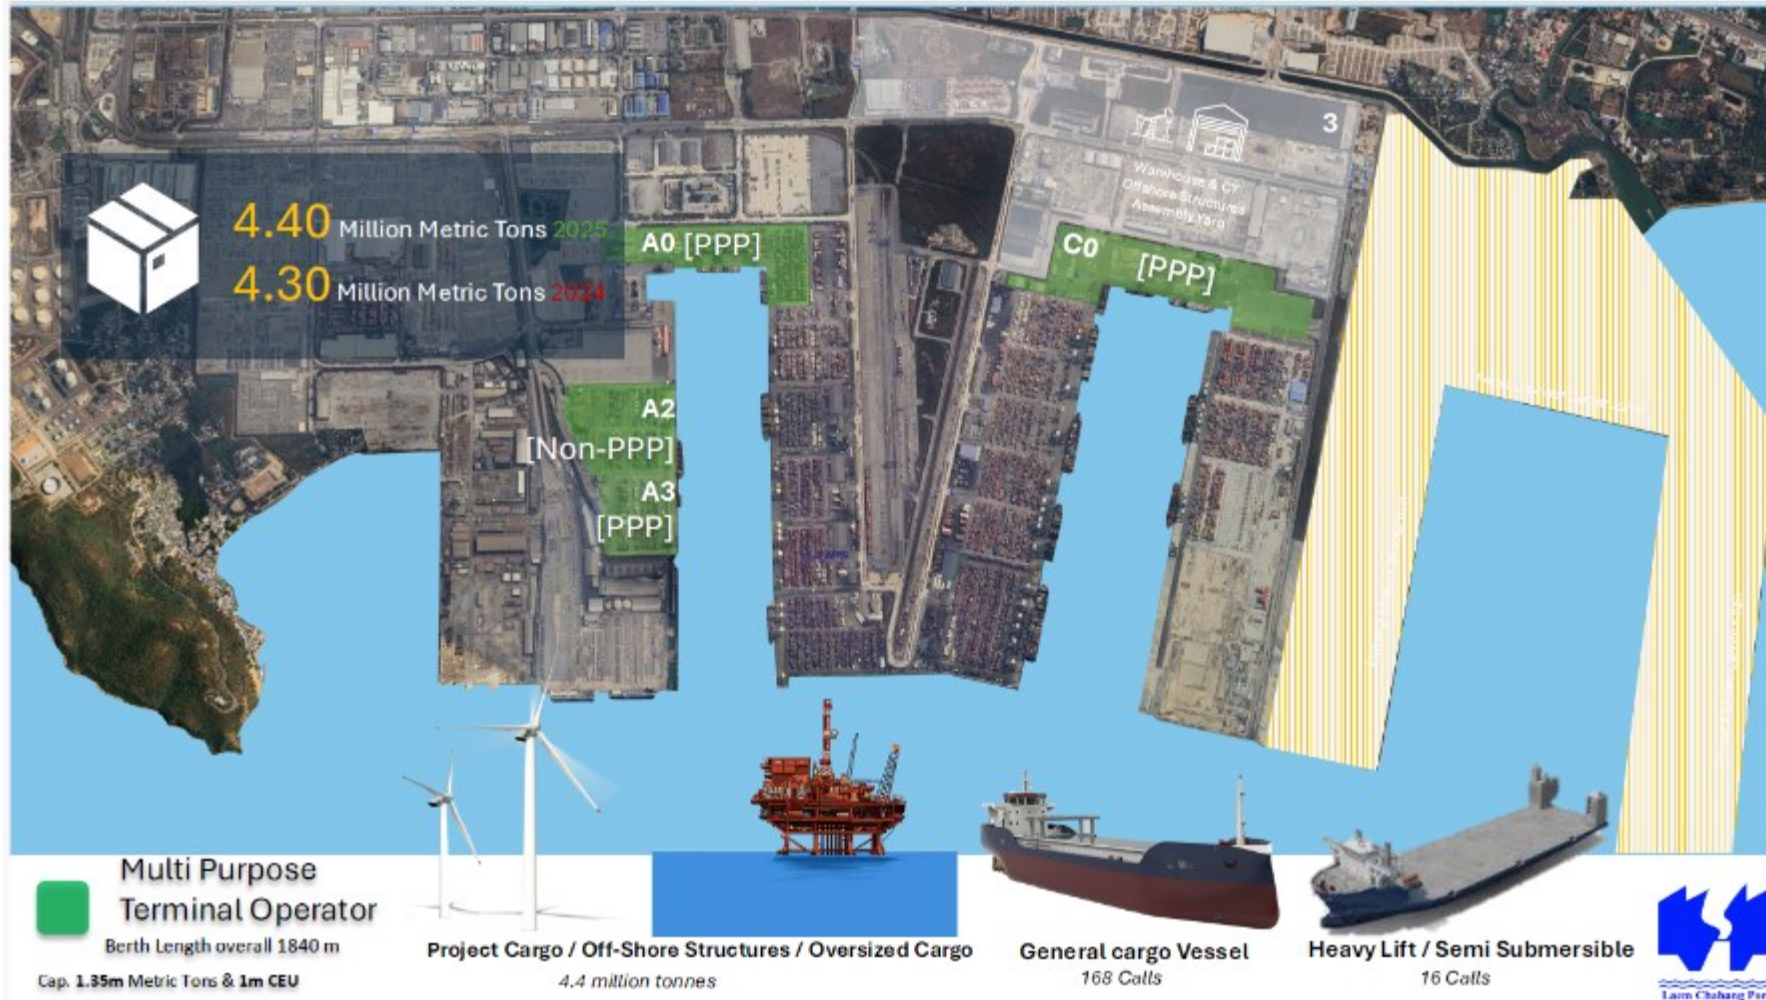 3
Warehouse & CY
Offshore Structures
Assembly Yard
4.40 Million Metric Tons 2025
4.30 Million Metric Tons 2024
A0 [PPP]
C0 [PPP]
A2
[Non-PPP]
A3
[PPP]
Multi Purpose
Terminal Operator
Berth Length overall 1840 m
Cap. 1.35m Metric Tons & 1m CEU
Project Cargo / Off-Shore Structures / Oversized Cargo
4.4 million tonnes
General cargo Vessel
168 Calls
Heavy Lift / Semi Submersible
16 Calls
Laem Chabang Por